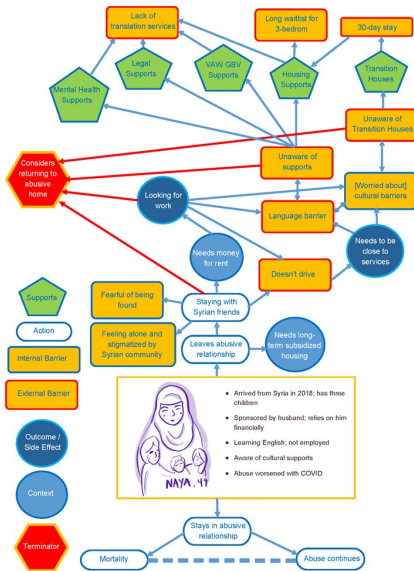 Lack of
translation services
Long waitlist for
3-bedrom
30-day stay
Legal
Supports
VAW GBV
Supports
Housing
Supports
Transition
Houses
Mental Health
Supports
Unaware of
Transition Houses
Considers
returning to
abusive
home
Unaware of
supports
Looking for
work
[Worried about]
cultural barriers
Language barrier
Needs money
for rent
Needs to be
close to
services
Doesn't drive
Fearful of
being found
Staying with
Syrian friends
Supports
Feeling alone and
stigmatized by
Syrian community
Leaves abusive
relationship
Needs long-
term subsidized
housing
Action
Internal Barrier
External Barrier
Outcome /
Side Effect
Context
Terminator
NAYA, 47
• Arrived from Syria in 2018; has three
children
• Sponsored by husband; relies on him
financially
• Learning English; not employed
• Aware of cultural supports
• Abuse worsened with COVID
Stays in abusive
relationship
Mortality
Abuse continues